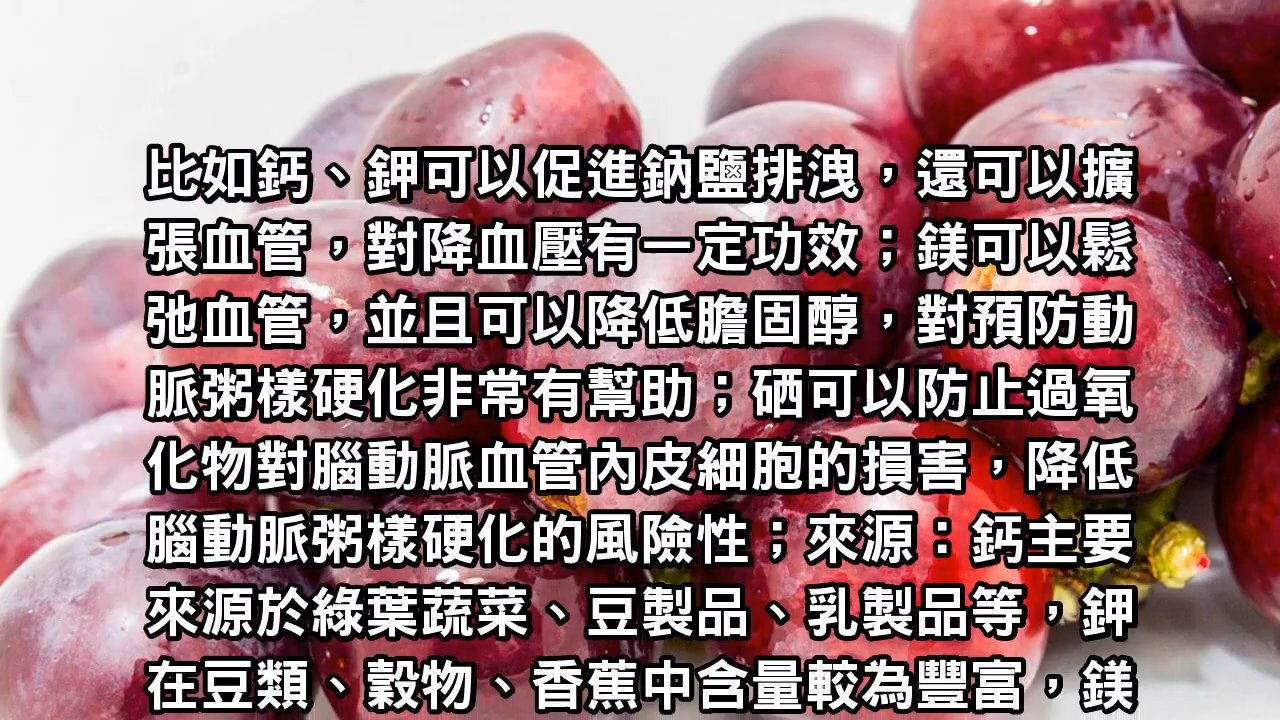 比如鈣、鉀可以促進鈉鹽排洩，還可以擴
張血管，對降血壓有一定功效；鎂可以鬆
弛血管，並且可以降低膽固醇，對預防動
脈粥樣硬化非常有幫助；硒可以防止過氧
化物對腦動脈血管內皮細胞的損害，降低
腦動脈粥樣硬化的風險性；來源：鈣主要
來源於綠葉蔬菜、豆製品、乳製品等，鉀
在豆類、穀物、香蕉中含量較為豐富，鎂